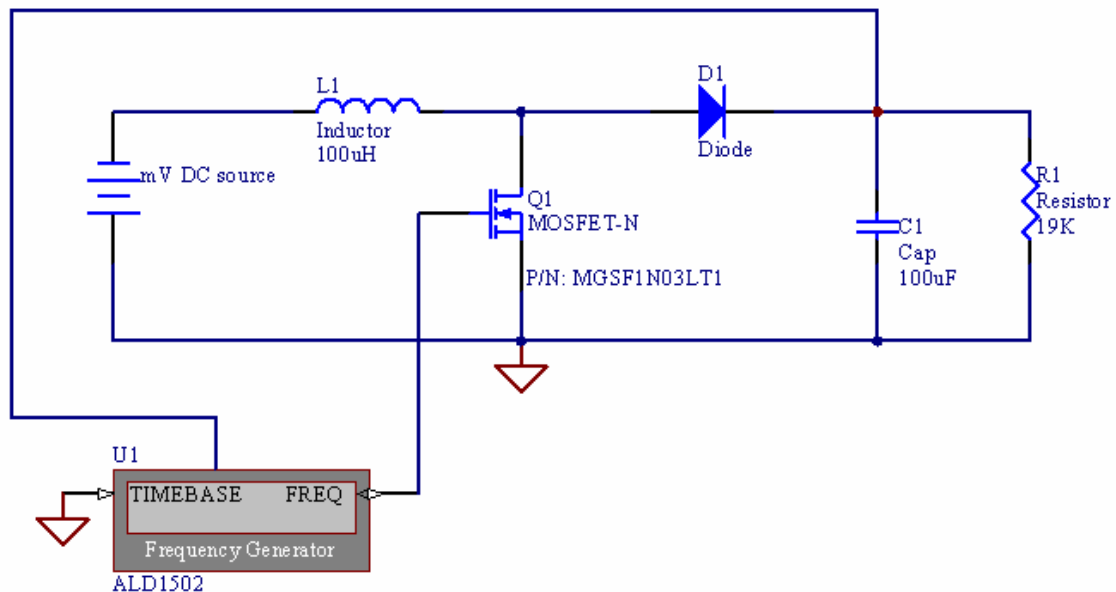 L1
Inductor
100uH
D1
Diode
mV DC source
Q1
MOSFET-N
P/N: MGSF1N03LT1
C1
Cap
100uF
R1
Resistor
19K
U1
TIMEBASE FREQ
Frequency Generator
ALD1502